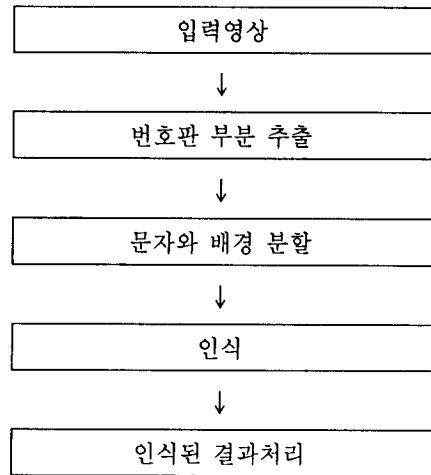 입력영상
↓
번호판 부분 추출
↓
문자와 배경 분할
↓
인식
↓
인식된 결과처리